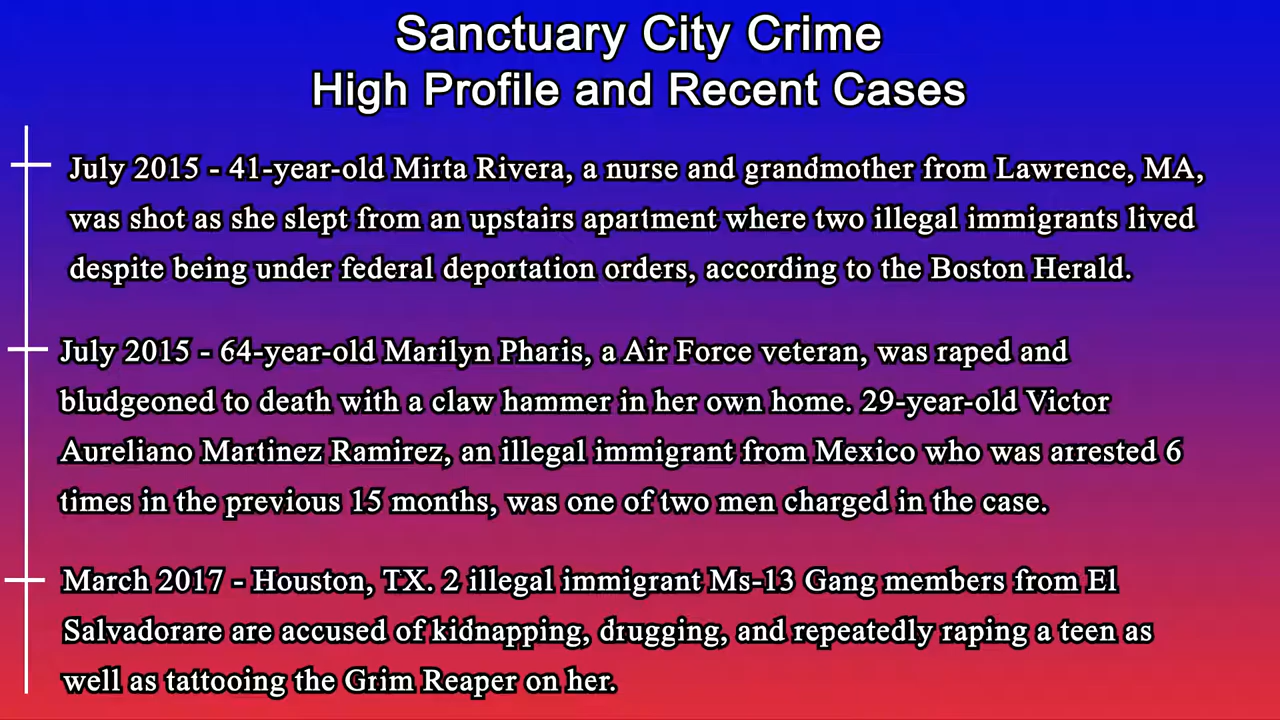 Sanctuary City Crime
High Profile and Recent Cases
July 2015 - 41-year-old Mirta Rivera, a nurse and grandmother from Lawrence, MA,
was shot as she slept from an upstairs apartment where two illegal immigrants lived
despite being under federal deportation orders, according to the Boston Herald.
July 2015 - 64-year-old Marilyn Pharis, a Air Force veteran, was raped and
bludgeoned to death with a claw hammer in her own home. 29-year-old Victor
Aureliano Martinez Ramirez, an illegal immigrant from Mexico who was arrested 6
times in the previous 15 months, was one of two men charged in the case.
March 2017 - Houston, TX. 2 illegal immigrant Ms-13 Gang members from El
Salvadorare are accused of kidnapping, drugging, and repeatedly raping a teen as
well as tattooing the Grim Reaper on her.